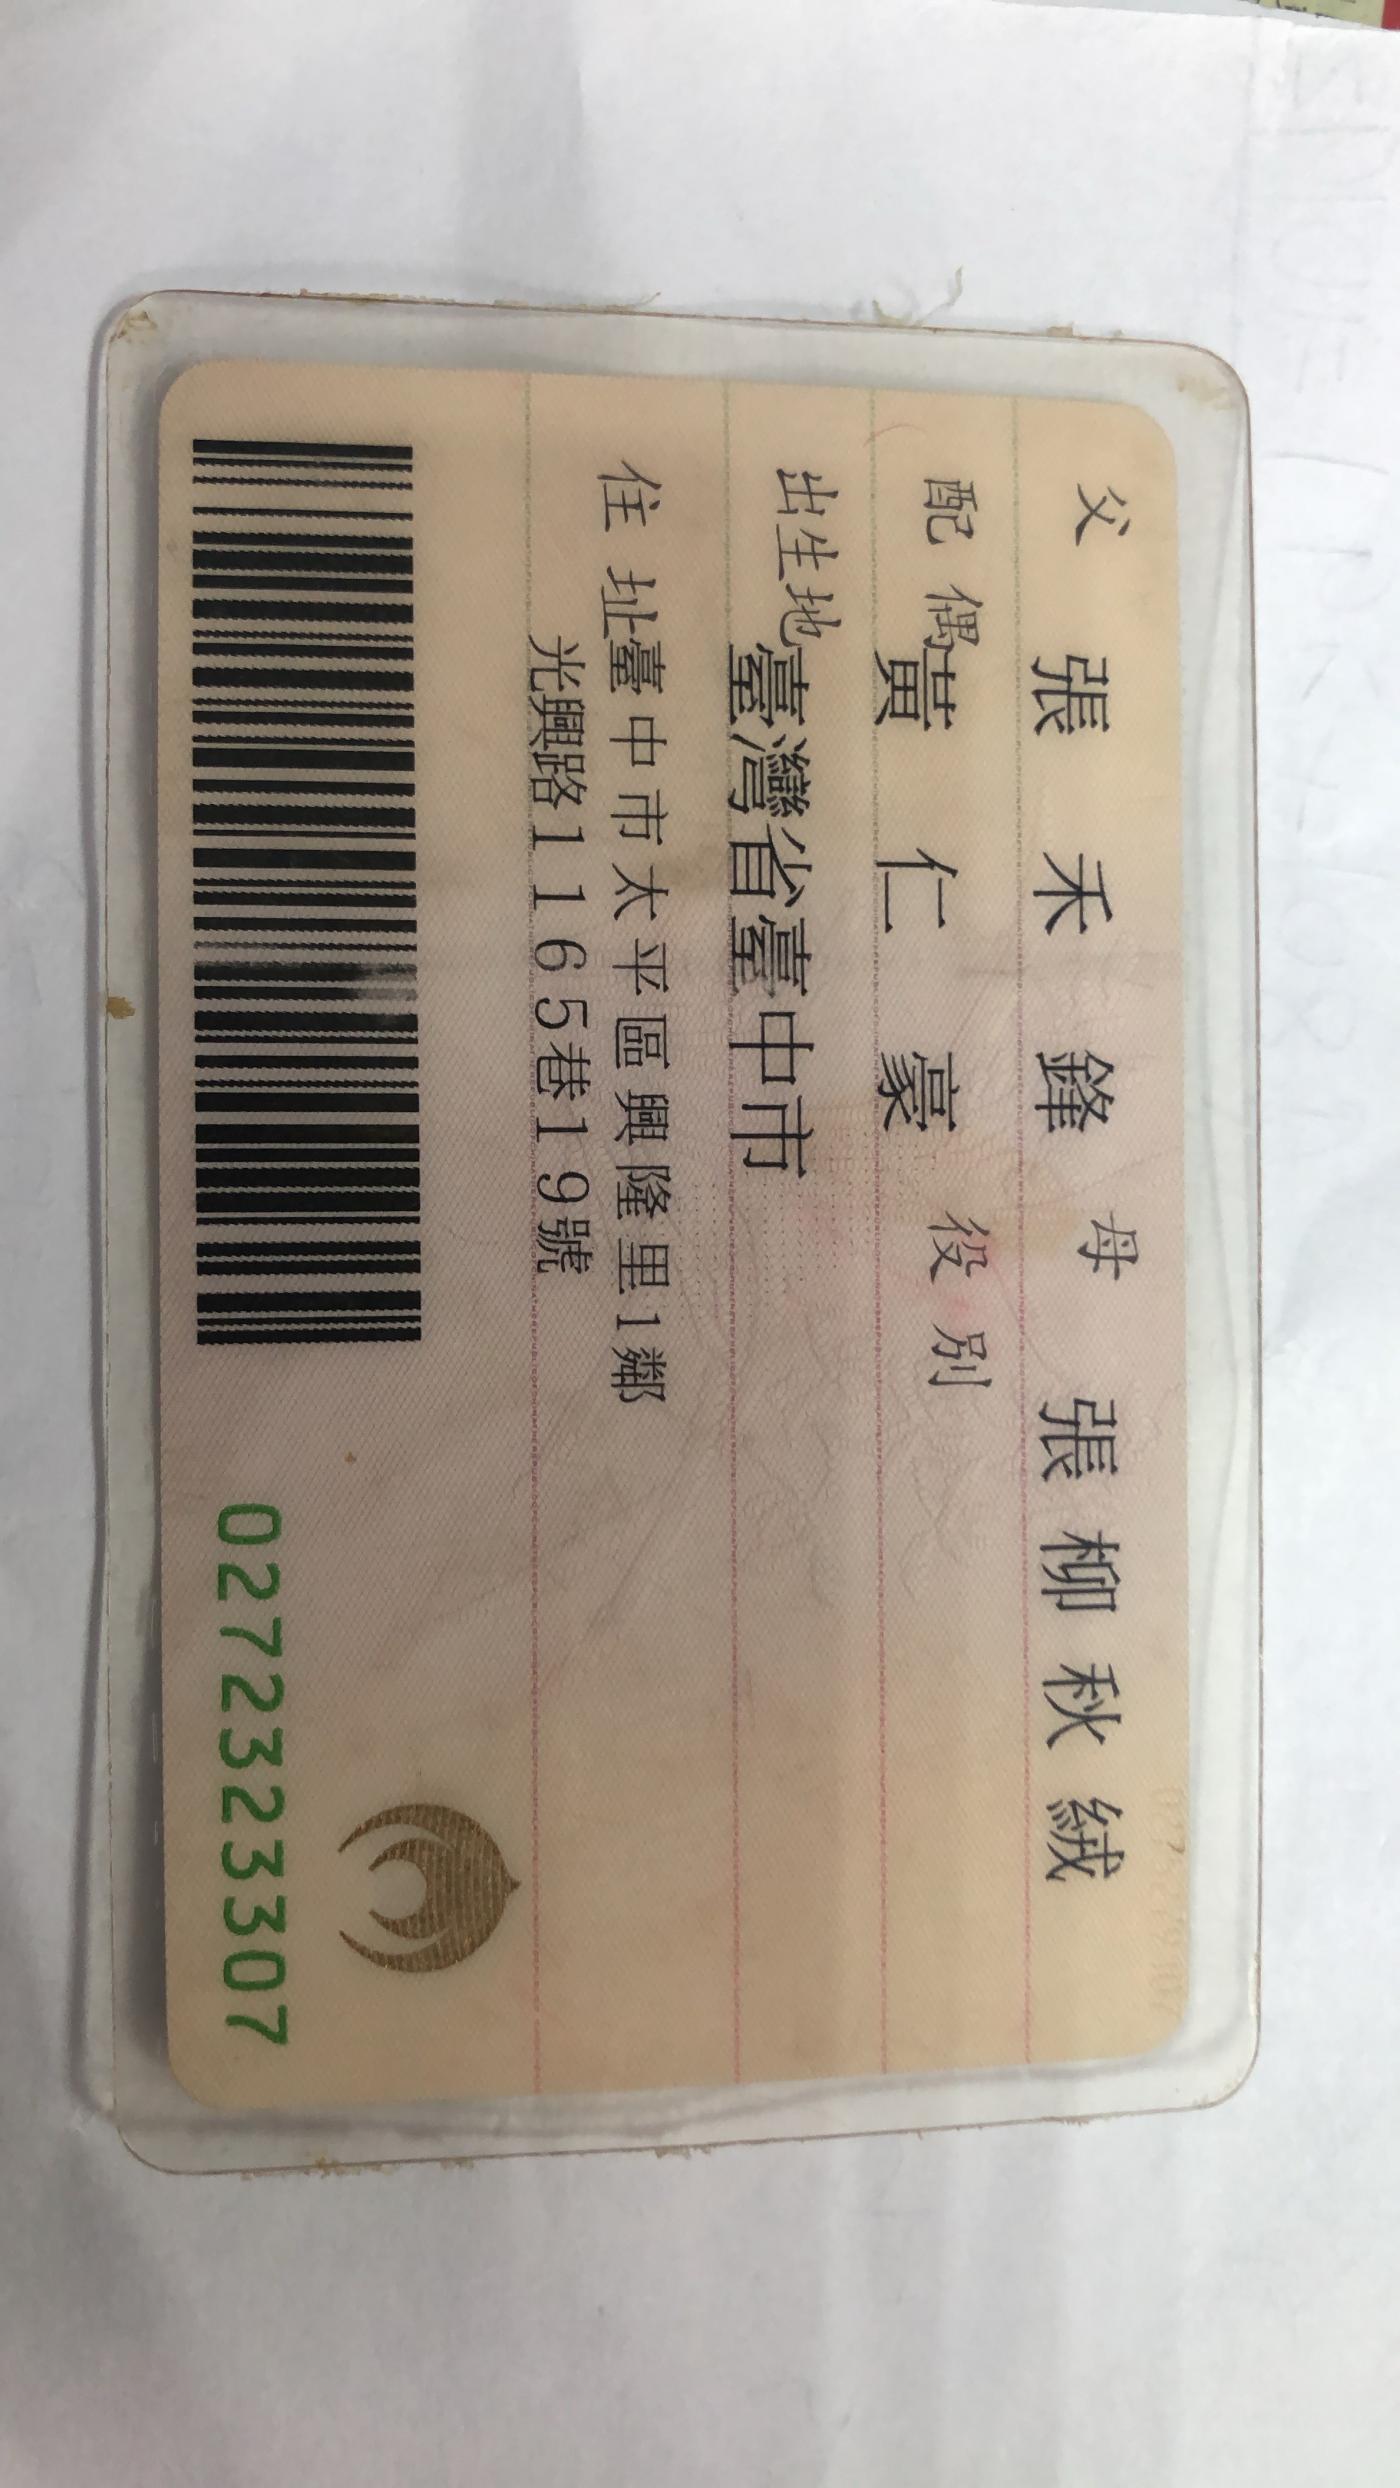 父 張禾鋒 母 張柳秋絨
配偶 黃仁豪 役別
出生地 臺灣省臺中市
住址 臺中市太平區興隆里1鄰
光興路1165巷19號
0272323307